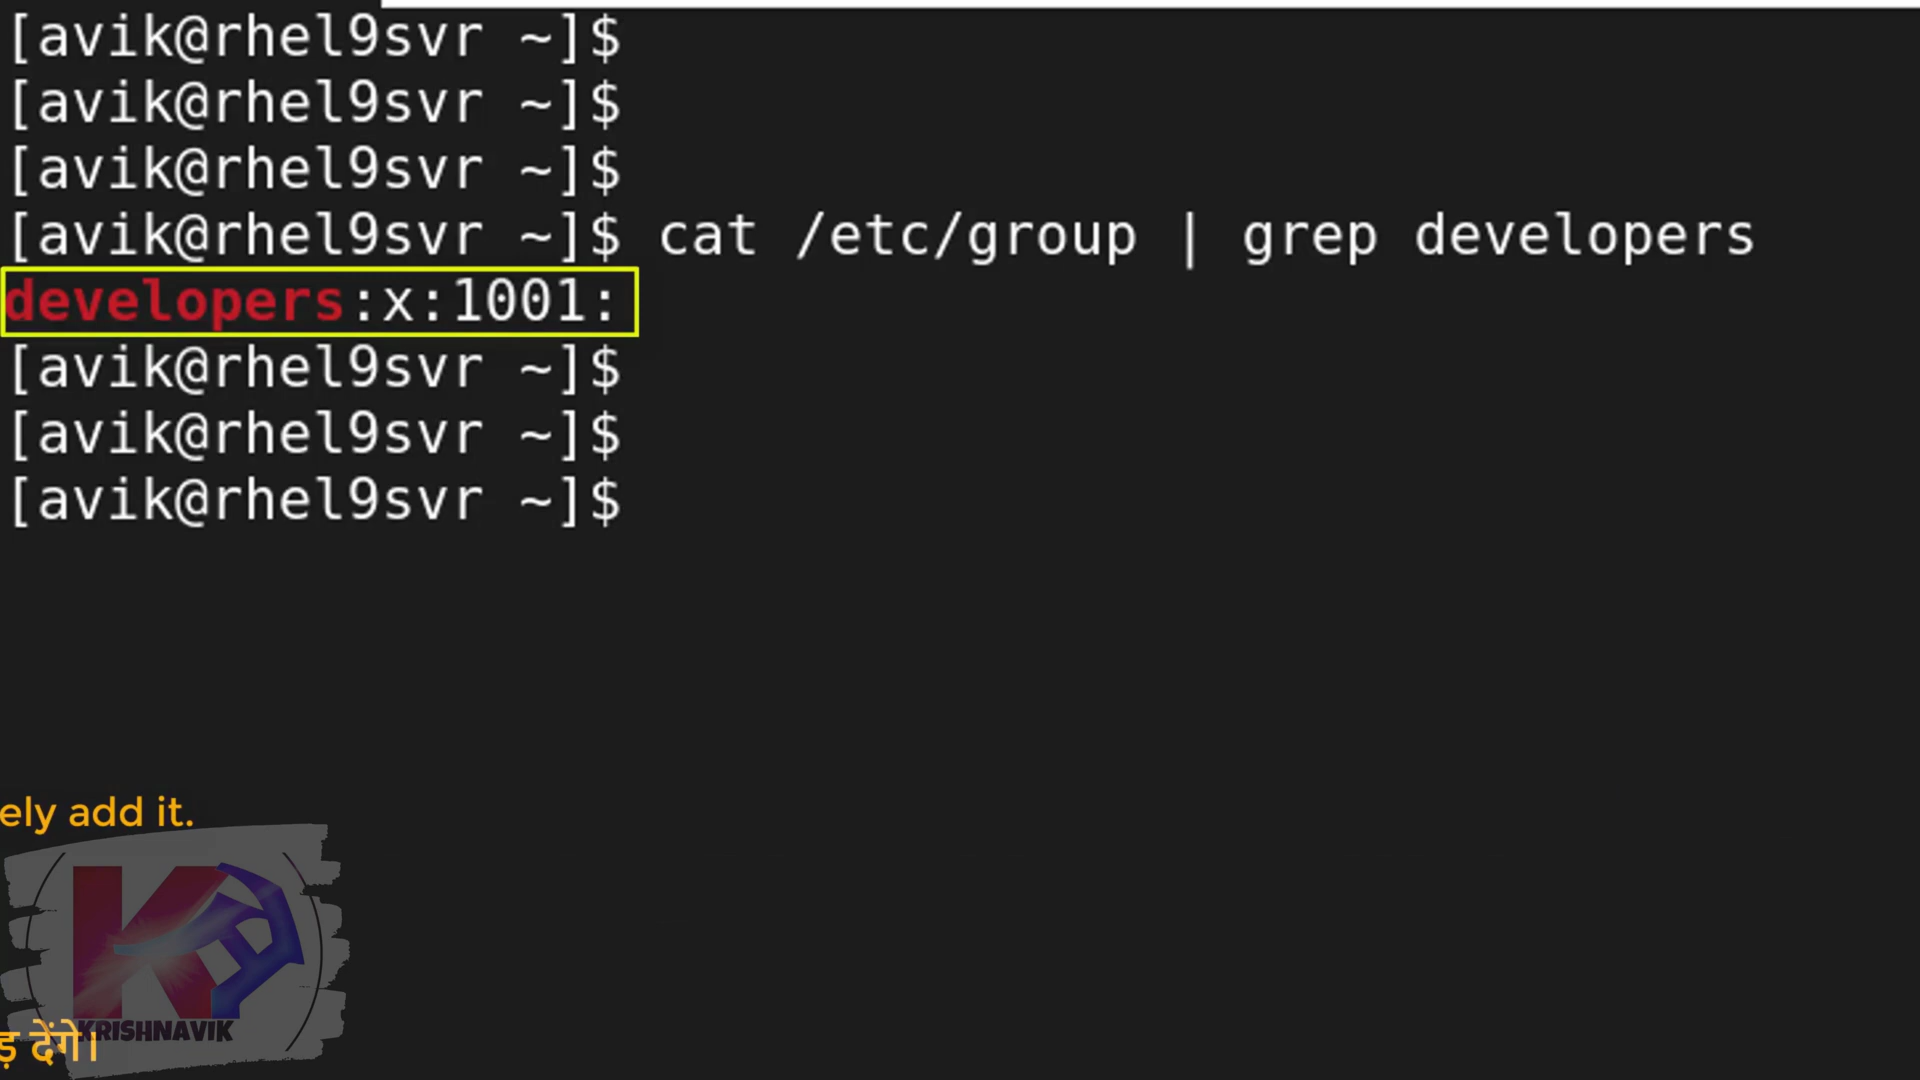 [avik@rhel9svr ~]$
[avik@rhel9svr ~]$
[avik@rhel9svr ~]$
[avik@rhel9svr ~]$ cat /etc/group | grep developers
developers:x:1001:
[avik@rhel9svr ~]$
[avik@rhel9svr ~]$
[avik@rhel9svr ~]$
ely add it.
KRISHNAVIK
ड़ देंगे।